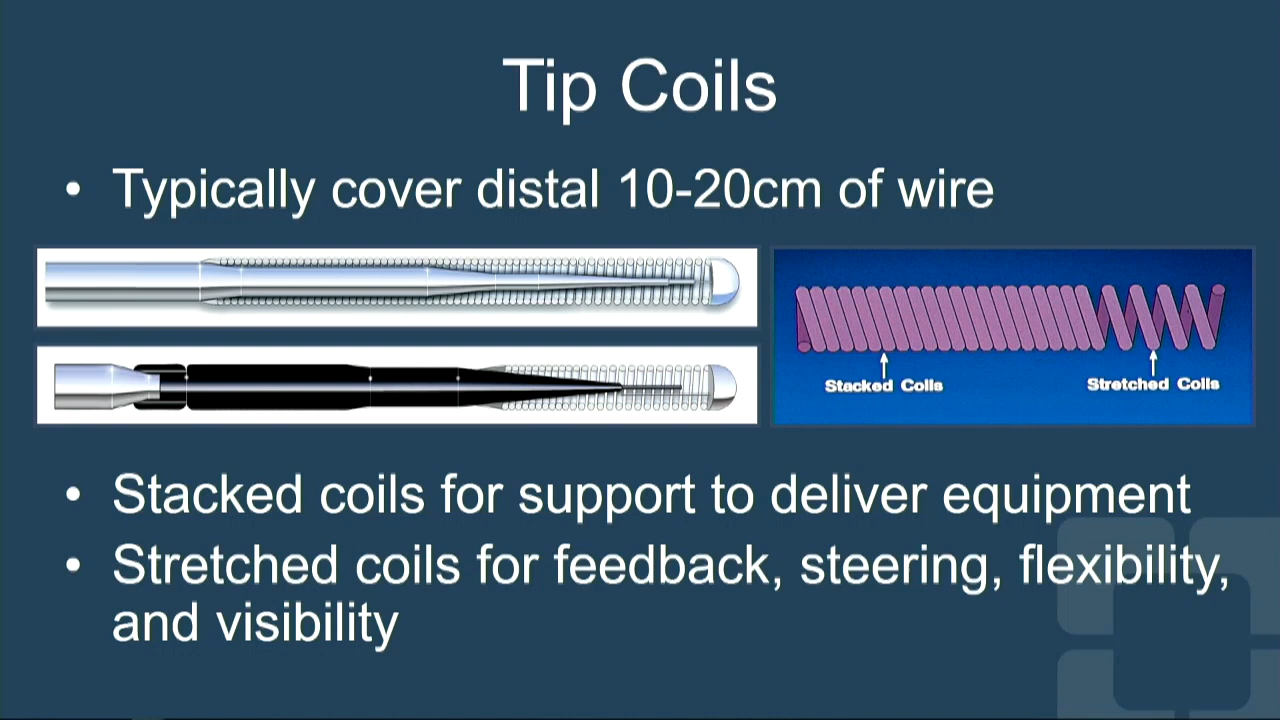 Tip Coils
• Typically cover distal 10-20cm of wire
Stacked Coils
Stretched Coils
• Stacked coils for support to deliver equipment
• Stretched coils for feedback, steering, flexibility,
and visibility